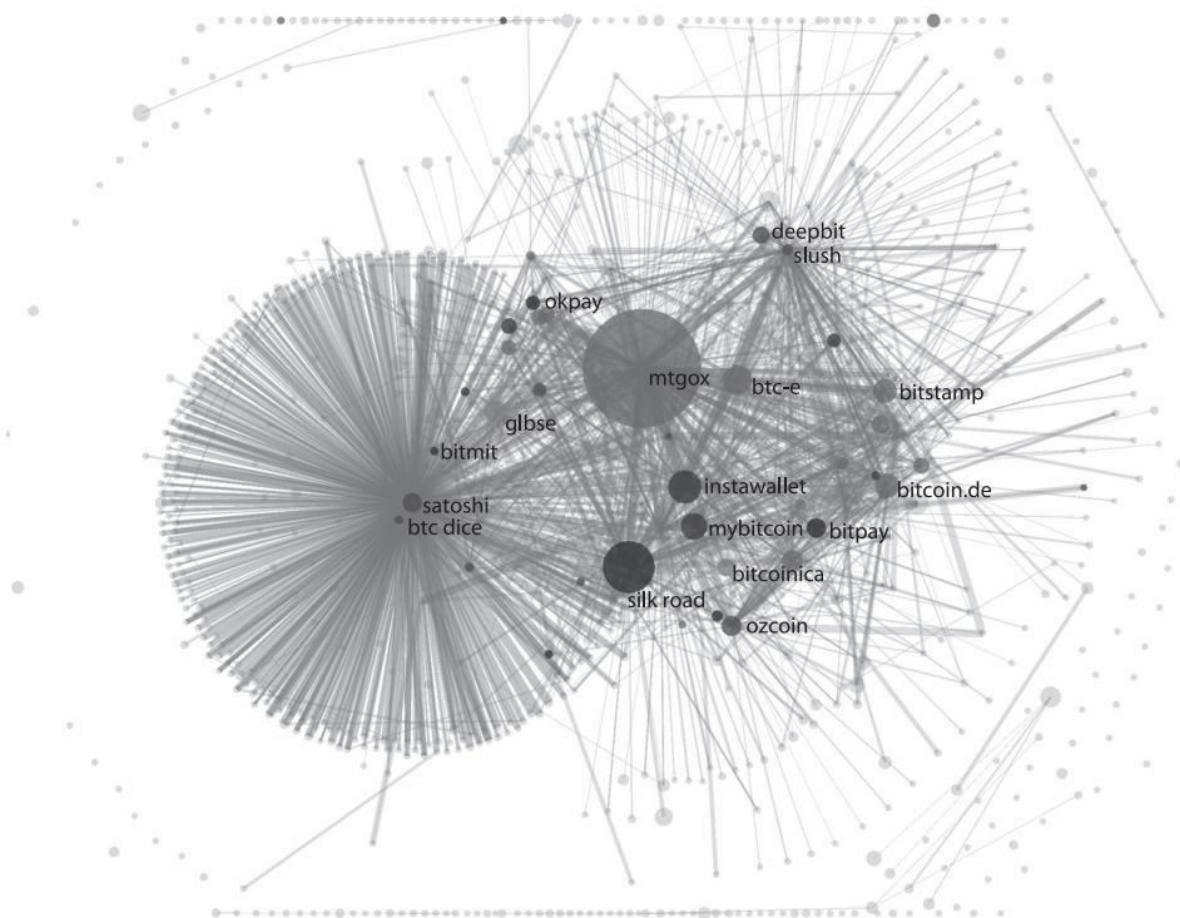 deepbit
slush
okpay
mtgox
btc-e
bitstamp
glbse
bitmit
instawallet
bitcoin.de
satoshi
btc dice
mybitcoin
bitpay
bitcoinica
silk road
ozcoin